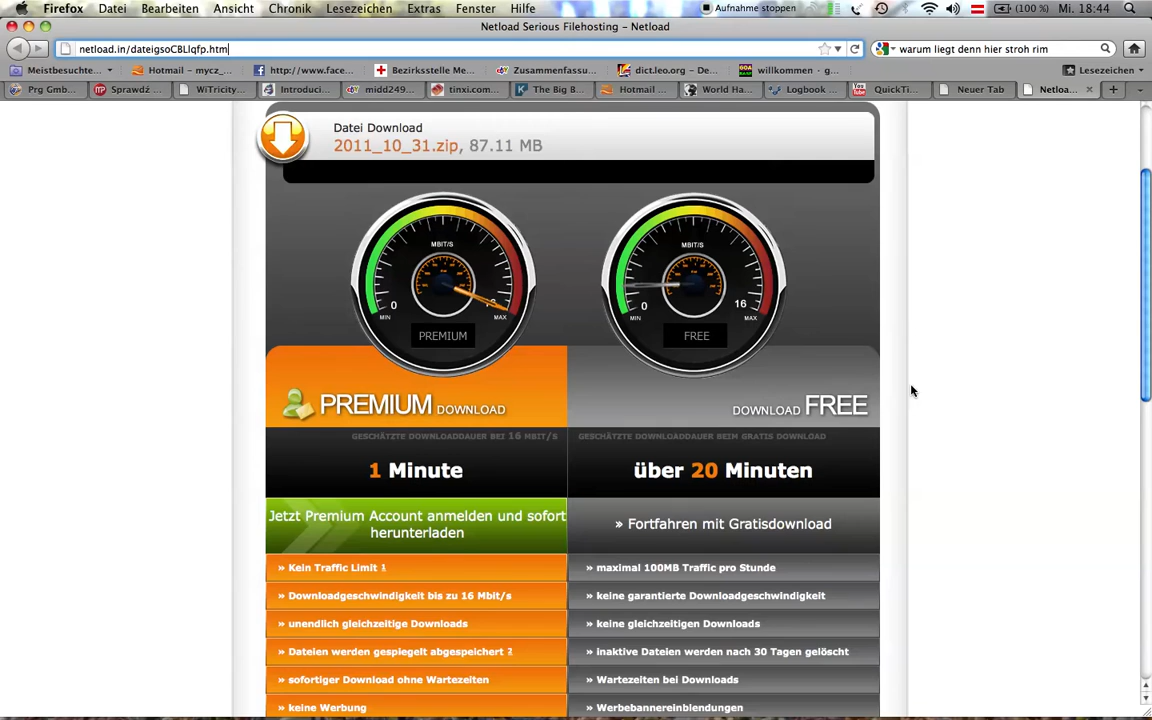 Firefox Datei Bearbeiten Ansicht Chronik Lesezeichen Extras Fenster Hilfe Aufnahme stoppen (100 %) Mi. 18:44
Netload Serious Filehosting - Netload
netload.in/dateigsoCBLlqfp.htm warum liegt denn hier stroh rim
Meistbesuchte... Hotmail - mycz_... http://www.face... Bezirksstelle Me... Zusammenfassu... dict.leo.org - De... willkommen - g... Lesezeichen
Prg Gmb... Sprawdź ... WiTricity... Introduci... midd249... tinxi.com... The Big B... Hotmail ... World Ha... Logbook ... QuickTi... Neuer Tab Netloa...
Datei Download
2011_10_31.zip, 87.11 MB
MBIT/S MBIT/S
0 16 0 16
MIN MAX MIN MAX
PREMIUM FREE
PREMIUM DOWNLOAD DOWNLOAD FREE
GESCHÄTZTE DOWNLOADDAUER BEI 16 MBIT/S GESCHÄTZTE DOWNLOADDAUER BEIM GRATIS DOWNLOAD
1 Minute über 20 Minuten
Jetzt Premium Account anmelden und sofort
herunterladen
» Fortfahren mit Gratisdownload
» Kein Traffic Limit 1 » maximal 100MB Traffic pro Stunde
» Downloadgeschwindigkeit bis zu 16 Mbit/s » keine garantierte Downloadgeschwindigkeit
» unendlich gleichzeitige Downloads » keine gleichzeitigen Downloads
» Dateien werden gespiegelt abgespeichert 2 » inaktive Dateien werden nach 30 Tagen gelöscht
» sofortiger Download ohne Wartezeiten » Wartezeiten bei Downloads
» keine Werbung » Werbebannereinblendungen